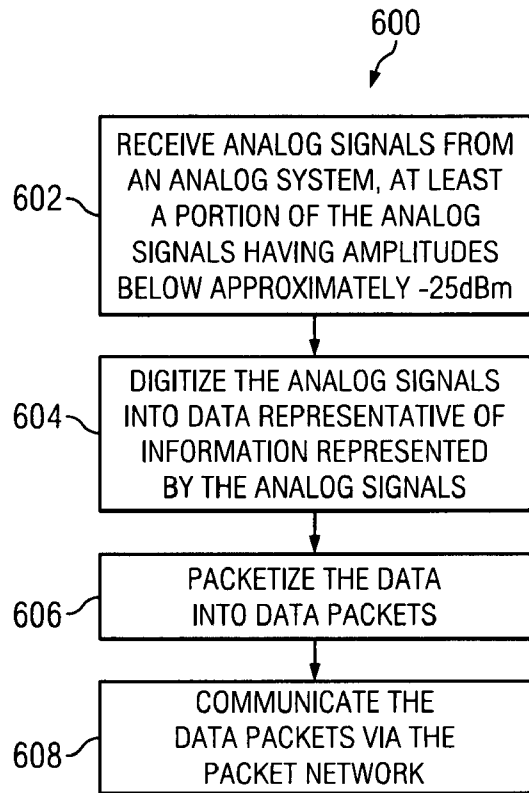 600
602
RECEIVE ANALOG SIGNALS FROM
AN ANALOG SYSTEM, AT LEAST
A PORTION OF THE ANALOG
SIGNALS HAVING AMPLITUDES
BELOW APPROXIMATELY -25dBm
604
DIGITIZE THE ANALOG SIGNALS
INTO DATA REPRESENTATIVE OF
INFORMATION REPRESENTED
BY THE ANALOG SIGNALS
606
PACKETIZE THE DATA
INTO DATA PACKETS
608
COMMUNICATE THE
DATA PACKETS VIA THE
PACKET NETWORK